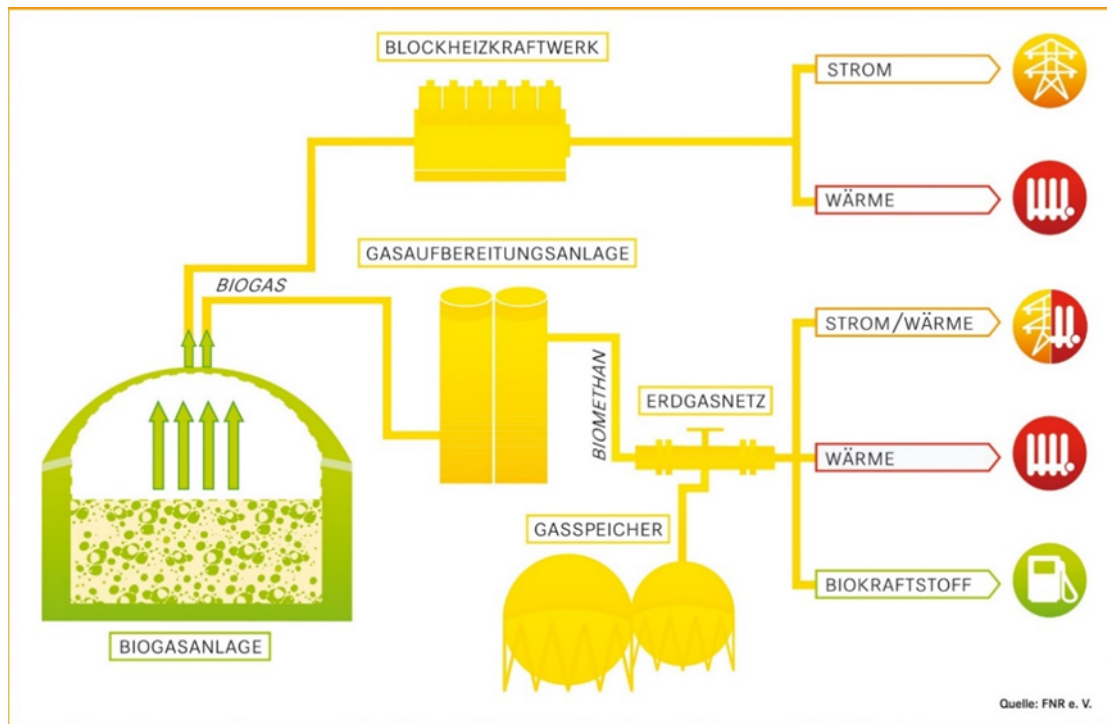 BLOCKHEIZKRAFTWERK
STROM
WÄRME
GASAUFBEREITUNGSANLAGE
BIOGAS
STROM/WÄRME
BIOMETHAN
ERDGASNETZ
WÄRME
GASSPEICHER
BIOKRAFTSTOFF
BIOGASANLAGE
Quelle: FNR e. V.